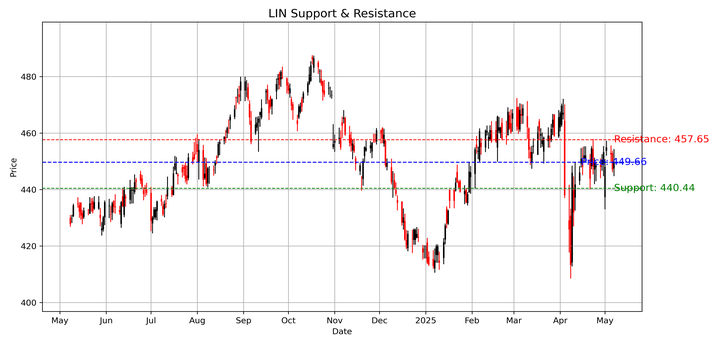 LIN Support & Resistance
Price
480
460
440
420
400
Resistance: 457.65
449.65
Support: 440.44
May Jun Jul Aug Sep Oct Nov Dec 2025 Feb Mar Apr May
Date